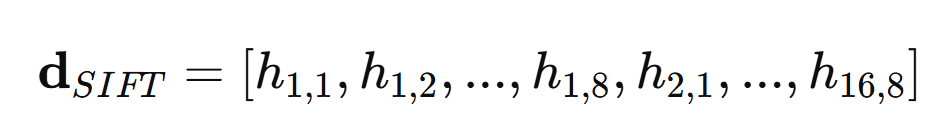 d_{SIFT} = [h_{1,1}, h_{1,2}, ..., h_{1,8}, h_{2,1}, ..., h_{16,8}]